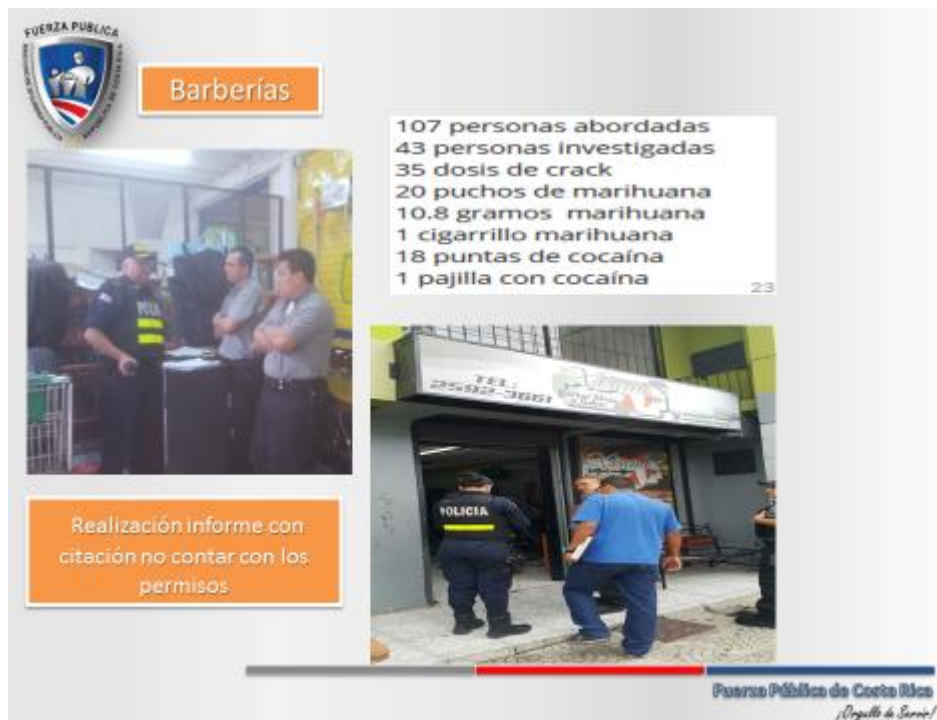 FUERZA PUBLICA
Barberías
107 personas abordadas
43 personas investigadas
35 dosis de crack
20 puchos de marihuana
10.8 gramos marihuana
1 cigarrillo marihuana
18 puntas de cocaína
1 pajilla con cocaína
23
TEL:
2592-3661
POLICIA
Realización informe con
citación no contar con los
permisos
Fuerza Pública de Costa Rica
¡Orgullo de Servir!